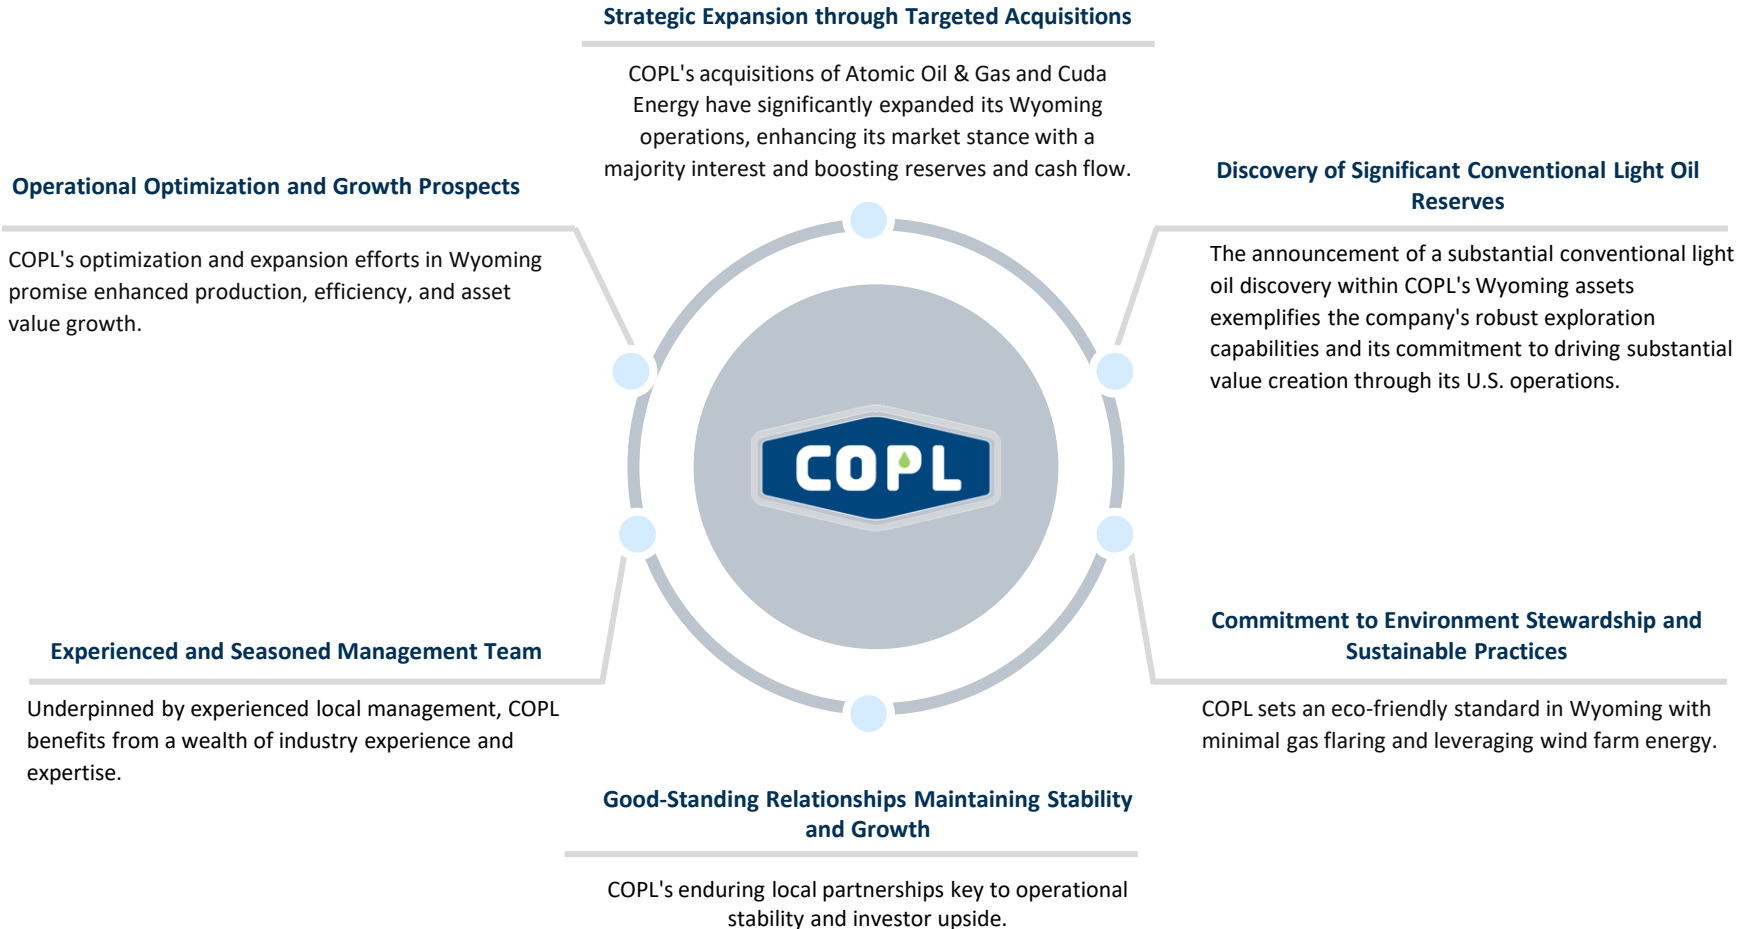 Strategic Expansion through Targeted Acquisitions
COPL's acquisitions of Atomic Oil & Gas and Cuda
Energy have significantly expanded its Wyoming
operations, enhancing its market stance with a
majority interest and boosting reserves and cash flow.
Operational Optimization and Growth Prospects
COPL's optimization and expansion efforts in Wyoming
promise enhanced production, efficiency, and asset
value growth.
Discovery of Significant Conventional Light Oil
Reserves
The announcement of a substantial conventional light
oil discovery within COPL's Wyoming assets
exemplifies the company's robust exploration
capabilities and its commitment to driving substantial
value creation through its U.S. operations.
COPL
Experienced and Seasoned Management Team
Underpinned by experienced local management, COPL
benefits from a wealth of industry experience and
expertise.
Commitment to Environment Stewardship and
Sustainable Practices
COPL sets an eco-friendly standard in Wyoming with
minimal gas flaring and leveraging wind farm energy.
Good-Standing Relationships Maintaining Stability
and Growth
COPL's enduring local partnerships key to operational
stability and investor upside.